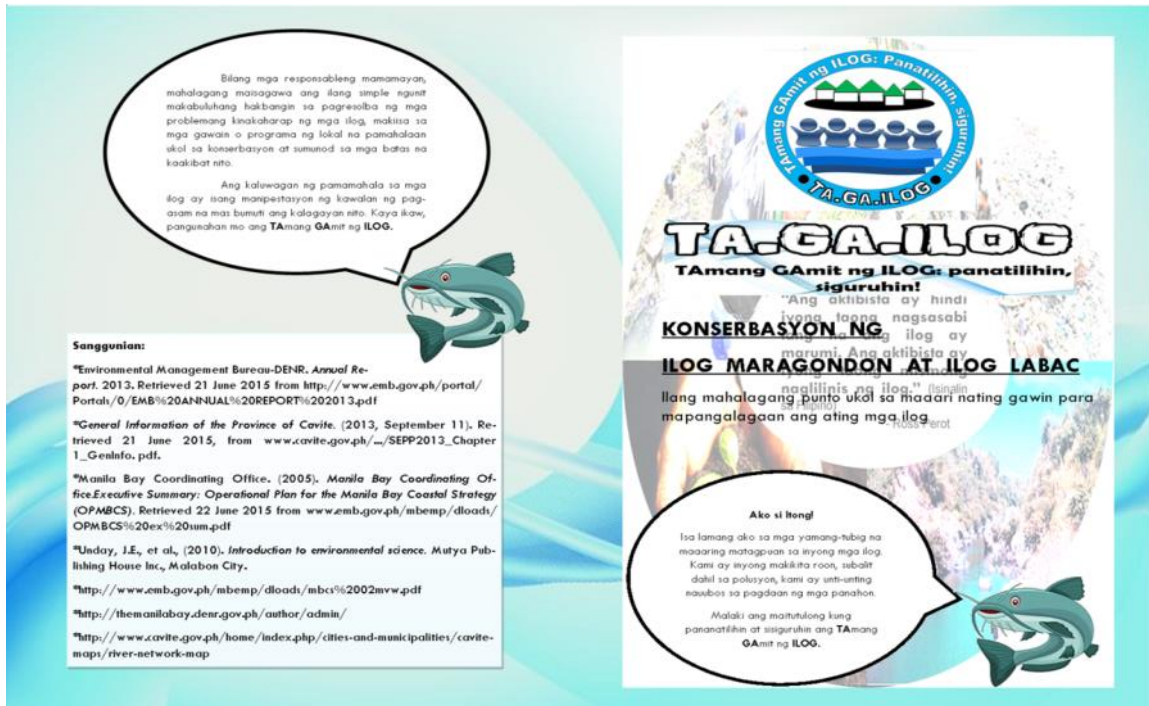 Bilang mga responsableng mamamayan,
mahalagang maisagawa ang ilang simple ngunit
makabuluhang hakbangin sa pagresolba ng mga
problemang kinakaharap ng mga ilog, makiisa sa
mga gawain o programa ng lokal na pamahalaan
ukol sa konserbasyon at sumunod sa mga batas na
kaakibat nito.
Ang kaluwagan ng pamamahala sa mga
ilog ay isang manipestasyon ng kawalan ng pag-
asam na mas bumuti ang kalagayan nito. Kaya ikaw,
pangunahan mo ang TAmang GAmit ng ILOG.
Sanggunian:
*Environmental Management Bureau-DENR. Annual Re-
port. 2013. Retrieved 21 June 2015 from http://www.emb.gov.ph/portal/
Portals/0/EMB%20ANNUAL%20REPORT%202013.pdf
*General Information of the Province of Cavite. (2013, September 11). Re-
trieved 21 June 2015, from www.cavite.gov.ph/.../SEPP2013_Chapter
1_GenInfo. pdf.
*Manila Bay Coordinating Office. (2005). Manila Bay Coordinating Of-
fice.Executive Summary: Operational Plan for the Manila Bay Coastal Strategy
(OPMBCS). Retrieved 22 June 2015 from www.emb.gov.ph/mbemp/dloads/
OPMBCS%20ex%20sum.pdf
*Unday, J.E., et al., (2010). Introduction to environmental science. Mutya Pub-
lishing House Inc., Malabon City.
*http://www.emb.gov.ph/mbemp/dloads/mbcs%2002mvw.pdf
*http://themanilabay.denr.gov.ph/author/admin/
*http://www.cavite.gov.ph/home/index.php/cities-and-municipalities/cavite-
maps/river-network-map
TAmang GAmit ng ILOG: Panatilihin, siguruhin!
TA.GA.ILOG
TA.GA.ILOG
TAmang GAmit ng ILOG: panatilihin,
siguruhin!
"Ang aktibista ay hindi
iyong taong nagsasabi
ang ilog ay
marumi. Ang aktibista ay
naglilinis ng ilog." (Isinalin
sa Filipino)
- Ross Perot
KONSERBASYON NG
ILOG MARAGONDON AT ILOG LABAC
Ilang mahalagang punto ukol sa maaari nating gawin para
mapangalagaan ang ating mga ilog
Ako si Itong!
Isa lamang ako sa mga yamang-tubig na
maaaring matagpuan sa inyong mga ilog.
Kami ay inyong makikita roon, subalit
dahil sa polusyon, kami ay unti-unting
nauubos sa pagdaan ng mga panahon.
Malaki ang maitutulong kung
pananatilihin at sisiguruhin ang TAmang
GAmit ng ILOG.